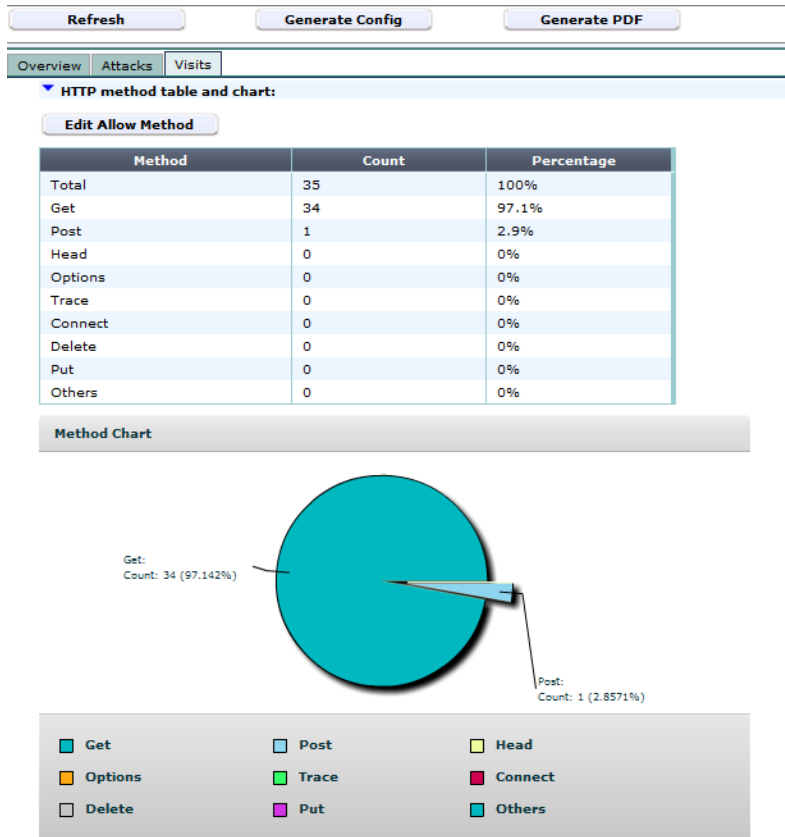 Refresh Generate Config Generate PDF
Overview Attacks Visits
HTTP method table and chart:
Edit Allow Method
Method Count Percentage
Total 35 100%
Get 34 97.1%
Post 1 2.9%
Head 0 0%
Options 0 0%
Trace 0 0%
Connect 0 0%
Delete 0 0%
Put 0 0%
Others 0 0%
Method Chart
Get:
Count: 34 (97.142%)
Post:
Count: 1 (2.8571%)
Get Post Head
Options Trace Connect
Delete Put Others